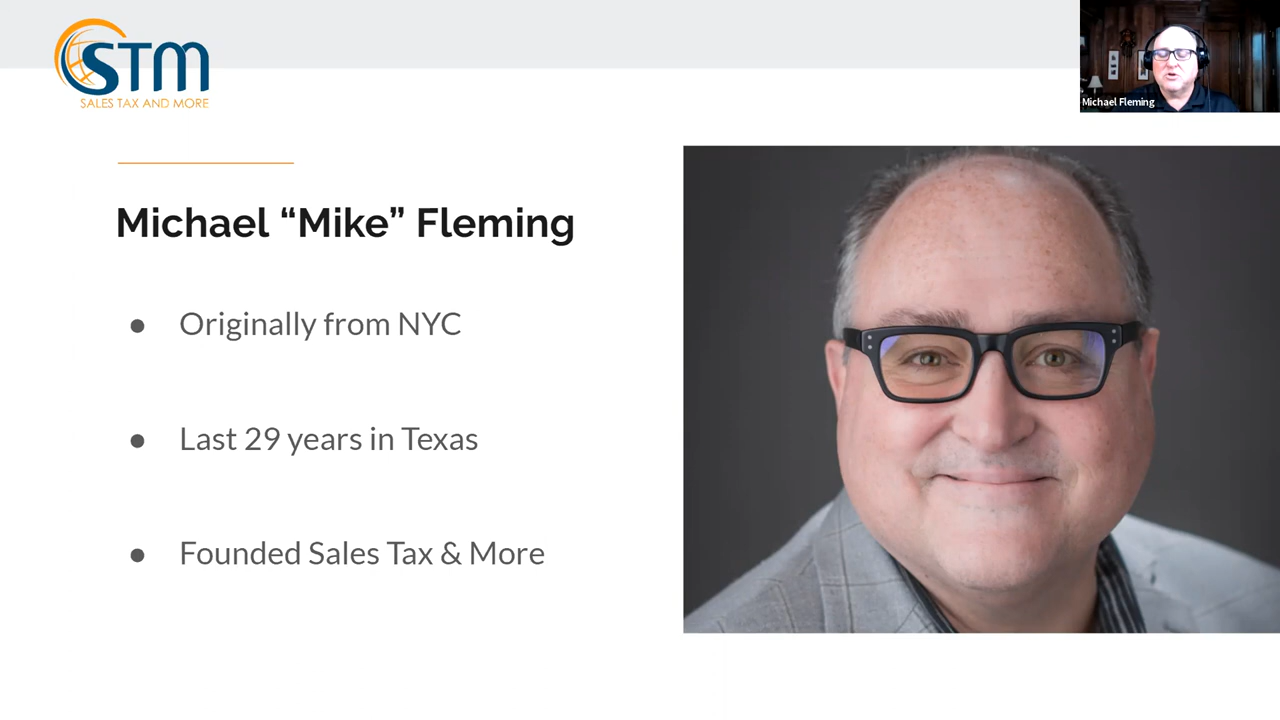 STM
SALES TAX AND MORE
Michael Fleming
Michael “Mike” Fleming
● Originally from NYC
● Last 29 years in Texas
● Founded Sales Tax & More